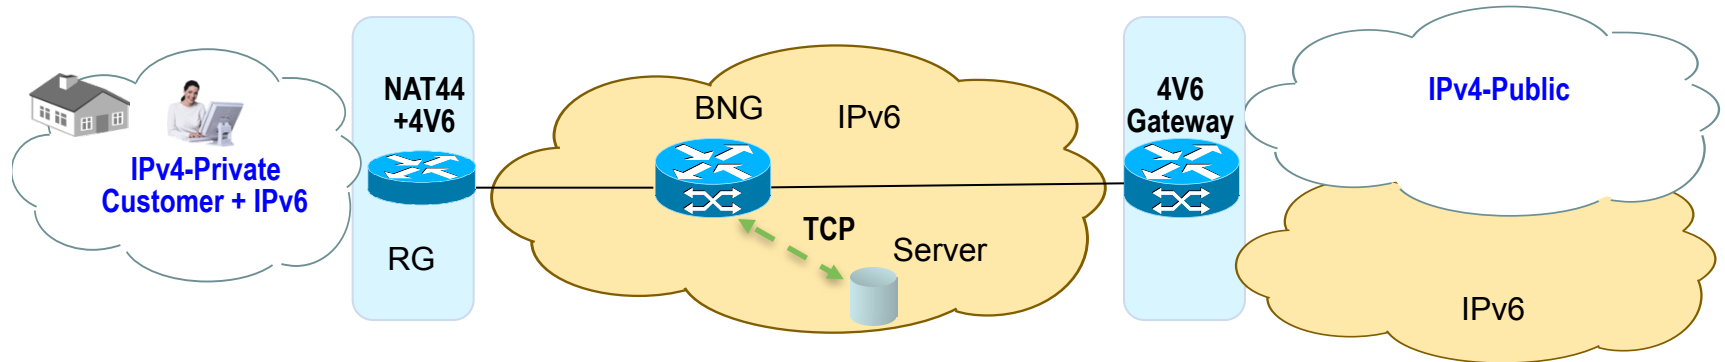 IPv4-Private
Customer + IPv6
NAT44
+4V6
RG
BNG
IPv6
TCP
Server
4V6
Gateway
IPv4-Public
IPv6